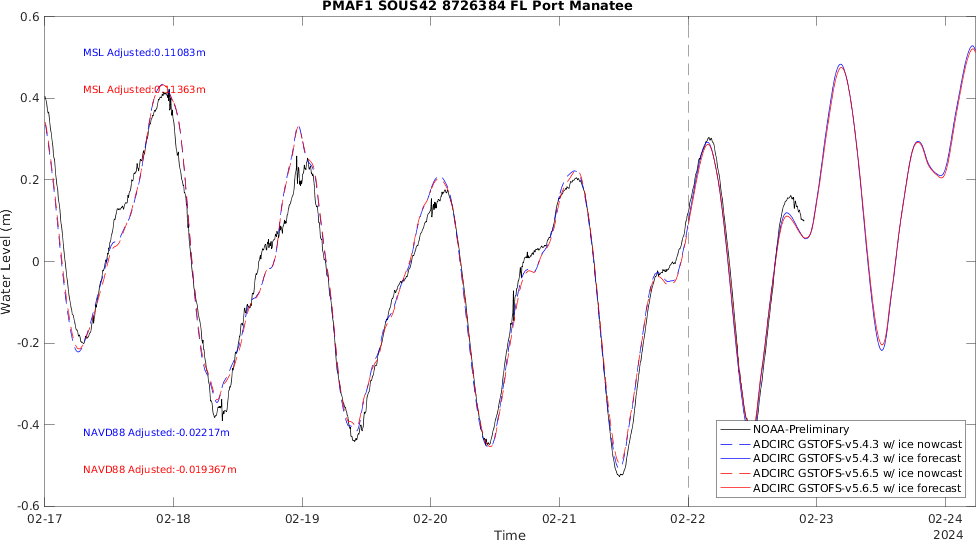 PMAF1 SOUS42 8726384 FL Port Manatee
0.6
0.4
0.2
0
-0.2
-0.4
-0.6
Water Level (m)
MSL Adjusted:0.11083m
MSL Adjusted:0.11363m
NAVD88 Adjusted:-0.02217m
NAVD88 Adjusted:-0.019367m
NOAA-Preliminary
ADCIRC GSTOFS-v5.4.3 w/ ice nowcast
ADCIRC GSTOFS-v5.4.3 w/ ice forecast
ADCIRC GSTOFS-v5.6.5 w/ ice nowcast
ADCIRC GSTOFS-v5.6.5 w/ ice forecast
02-17 02-18 02-19 02-20 02-21 02-22 02-23 02-24
Time
2024